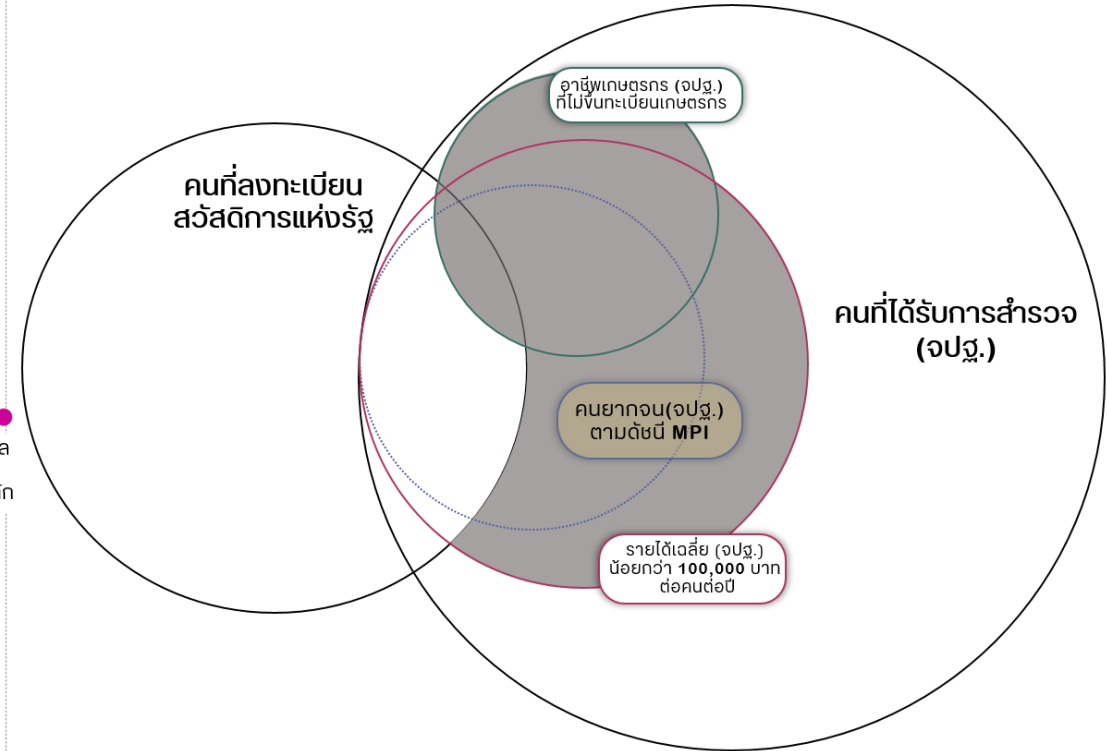 อาชีพเกษตรกร (จปฐ.)
ที่ไม่ขึ้นทะเบียนเกษตรกร
คนที่ลงทะเบียน
สวัสดิการแห่งรัฐ
คนที่ได้รับการสำรวจ
(จปฐ.)
คนยากจน(จปฐ.)
ตามดัชนี MPI
รายได้เฉลี่ย (จปฐ.)
น้อยกว่า 100,000 บาท
ต่อคนต่อปี